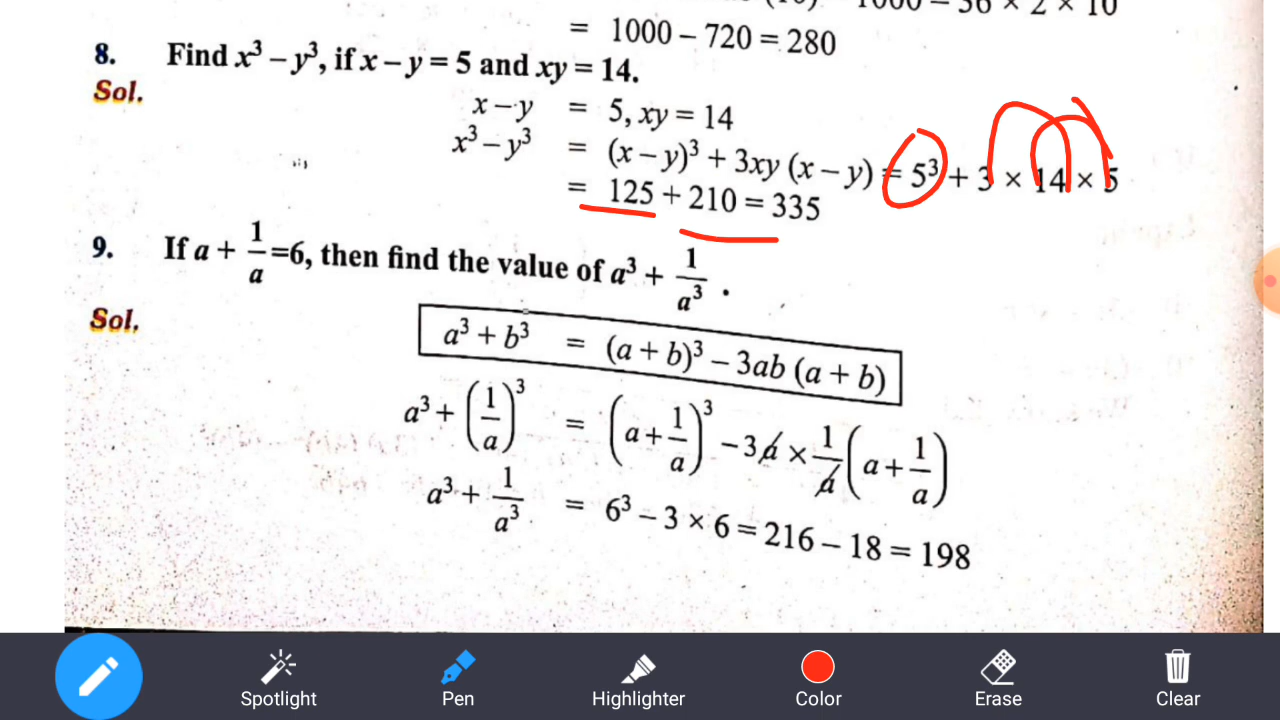 = 1000 – 720 = 280
8. Find x³ – y³, if x – y = 5 and xy = 14.
Sol.
x – y = 5, xy = 14
x³ – y³ = (x – y)³ + 3xy (x – y) = 5³ + 3 × 14 × 5
= 125 + 210 = 335
9. If a + 1/a =6, then find the value of a³ + 1/a³ .
Sol.
a³ + b³ = (a + b)³ – 3ab (a + b)
a³ + (1/a)³ = (a + 1/a)³ – 3a × 1/a (a + 1/a)
a³ + 1/a³ = 6³ – 3 × 6 = 216 – 18 = 198
Spotlight Pen Highlighter Color Erase Clear